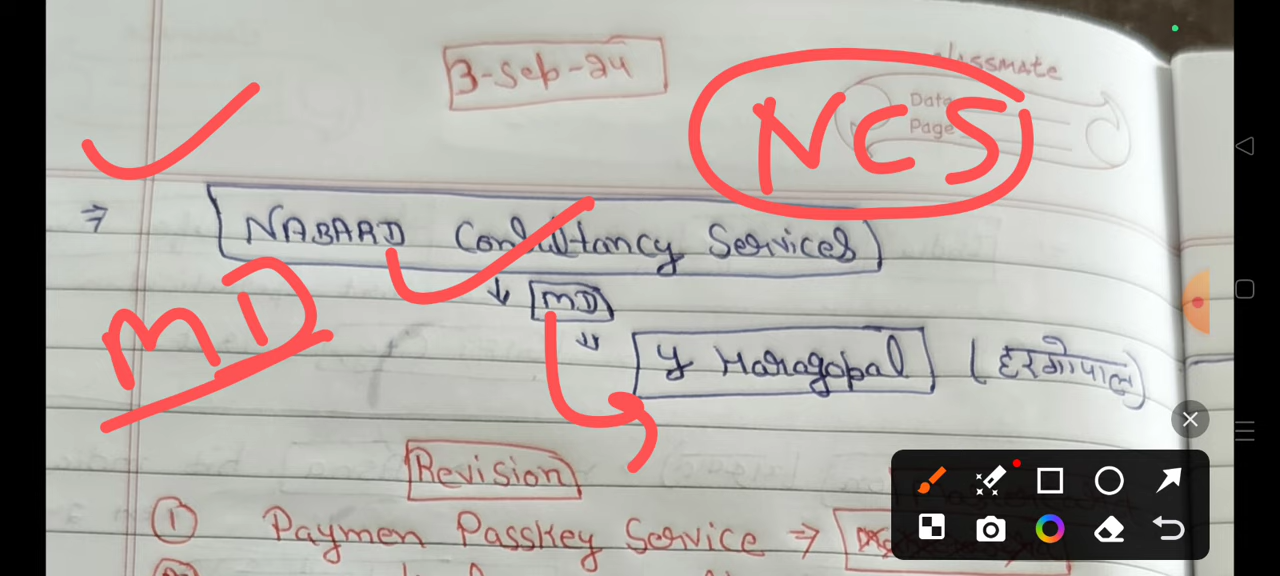 classmate
3-Sep-24
Date
Page
NCS
⇒ NABARD Consultancy Services
↓ MD
MD
Y Haragopal (हरगोपाल)
Revision
① Paymen Passkey Service →